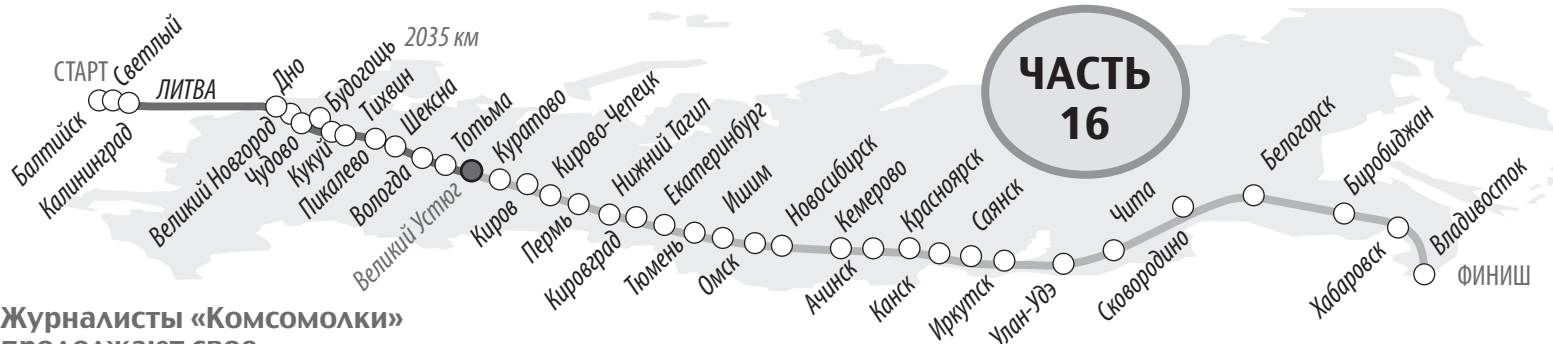 СТАРТ
Балтийск
Светлый
Калининград
ЛИТВА
Дно
Великий Новгород
Чудово
Будогощь
2035 км
Кукуй
Тихвин
Пикалево
Шексна
Вологда
Тотьма
Великий Устюг
Куратово
Киров
Кирово-Чепецк
Пермь
Нижний Тагил
Кировград
Екатеринбург
Тюмень
Ишим
Омск
Новосибирск
Ачинск
Кемерово
Канск
Красноярск
Иркутск
Саянск
Улан-Удэ
Чита
Сковородино
Белогорск
Биробиджан
Хабаровск
Владивосток
ФИНИШ
ЧАСТЬ
16
Журналисты «Комсомолки»
продолжают свое